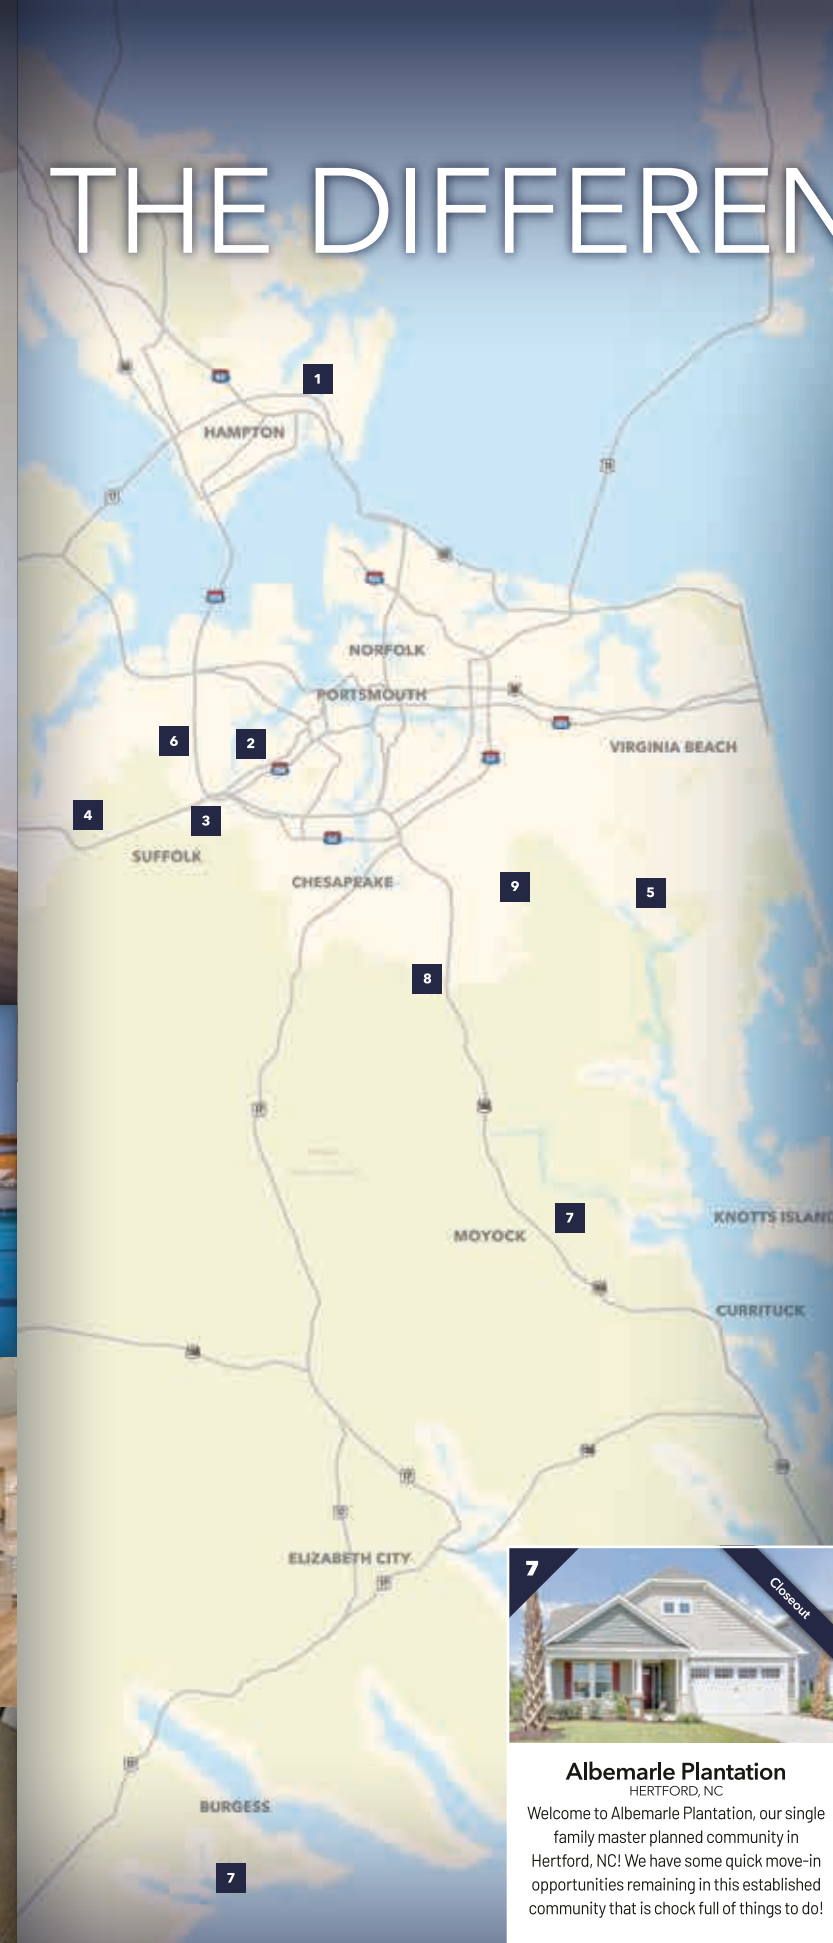 THE DIFFEREN
1
HAMPTON
NORFOLK
PORTSMOUTH
6
2
VIRGINIA BEACH
4
3
SUFFOLK
CHESAPEAKE
9
5
8
7
KNOTTS ISLAND
MOYOCK
CURRITUCK
ELIZABETH CITY
7
Closeout
Albemarle Plantation
HERTFORD, NC
Welcome to Albemarle Plantation, our single
family master planned community in
Hertford, NC! We have some quick move-in
opportunities remaining in this established
community that is chock full of things to do!
BURGESS
7